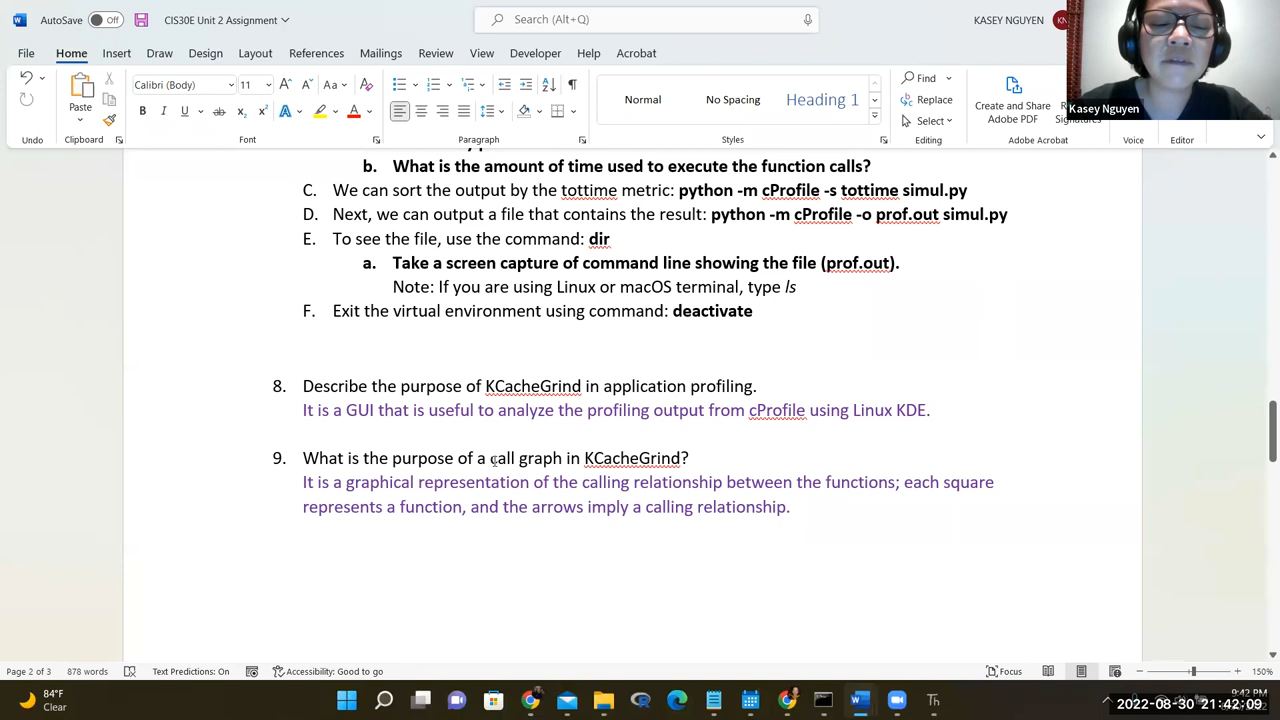 AutoSave Off CIS30E Unit 2 Assignment Search (Alt+Q) KASEY NGUYEN KN
File Home Insert Draw Design Layout References Mailings Review View Developer Help Acrobat
Calibri (Body) 11 Aa Find
Paste Normal No Spacing Heading 1 Replace Create and Share
B I U ab x₂ x² A A Select Adobe PDF Signatures
Kasey Nguyen
Undo Clipboard Font Paragraph Styles Editing Adobe Acrobat Voice Editor
b. What is the amount of time used to execute the function calls?
C. We can sort the output by the tottime metric: python -m cProfile -s tottime simul.py
D. Next, we can output a file that contains the result: python -m cProfile -o prof.out simul.py
E. To see the file, use the command: dir
a. Take a screen capture of command line showing the file (prof.out).
Note: If you are using Linux or macOS terminal, type ls
F. Exit the virtual environment using command: deactivate
8. Describe the purpose of KCacheGrind in application profiling.
It is a GUI that is useful to analyze the profiling output from cProfile using Linux KDE.
9. What is the purpose of a call graph in KCacheGrind?
It is a graphical representation of the calling relationship between the functions; each square
represents a function, and the arrows imply a calling relationship.
Page 2 of 3 878 words Text Predictions: On Accessibility: Good to go Focus 150%
84°F
Clear
9:42 PM
2022-08-30 21:42:09